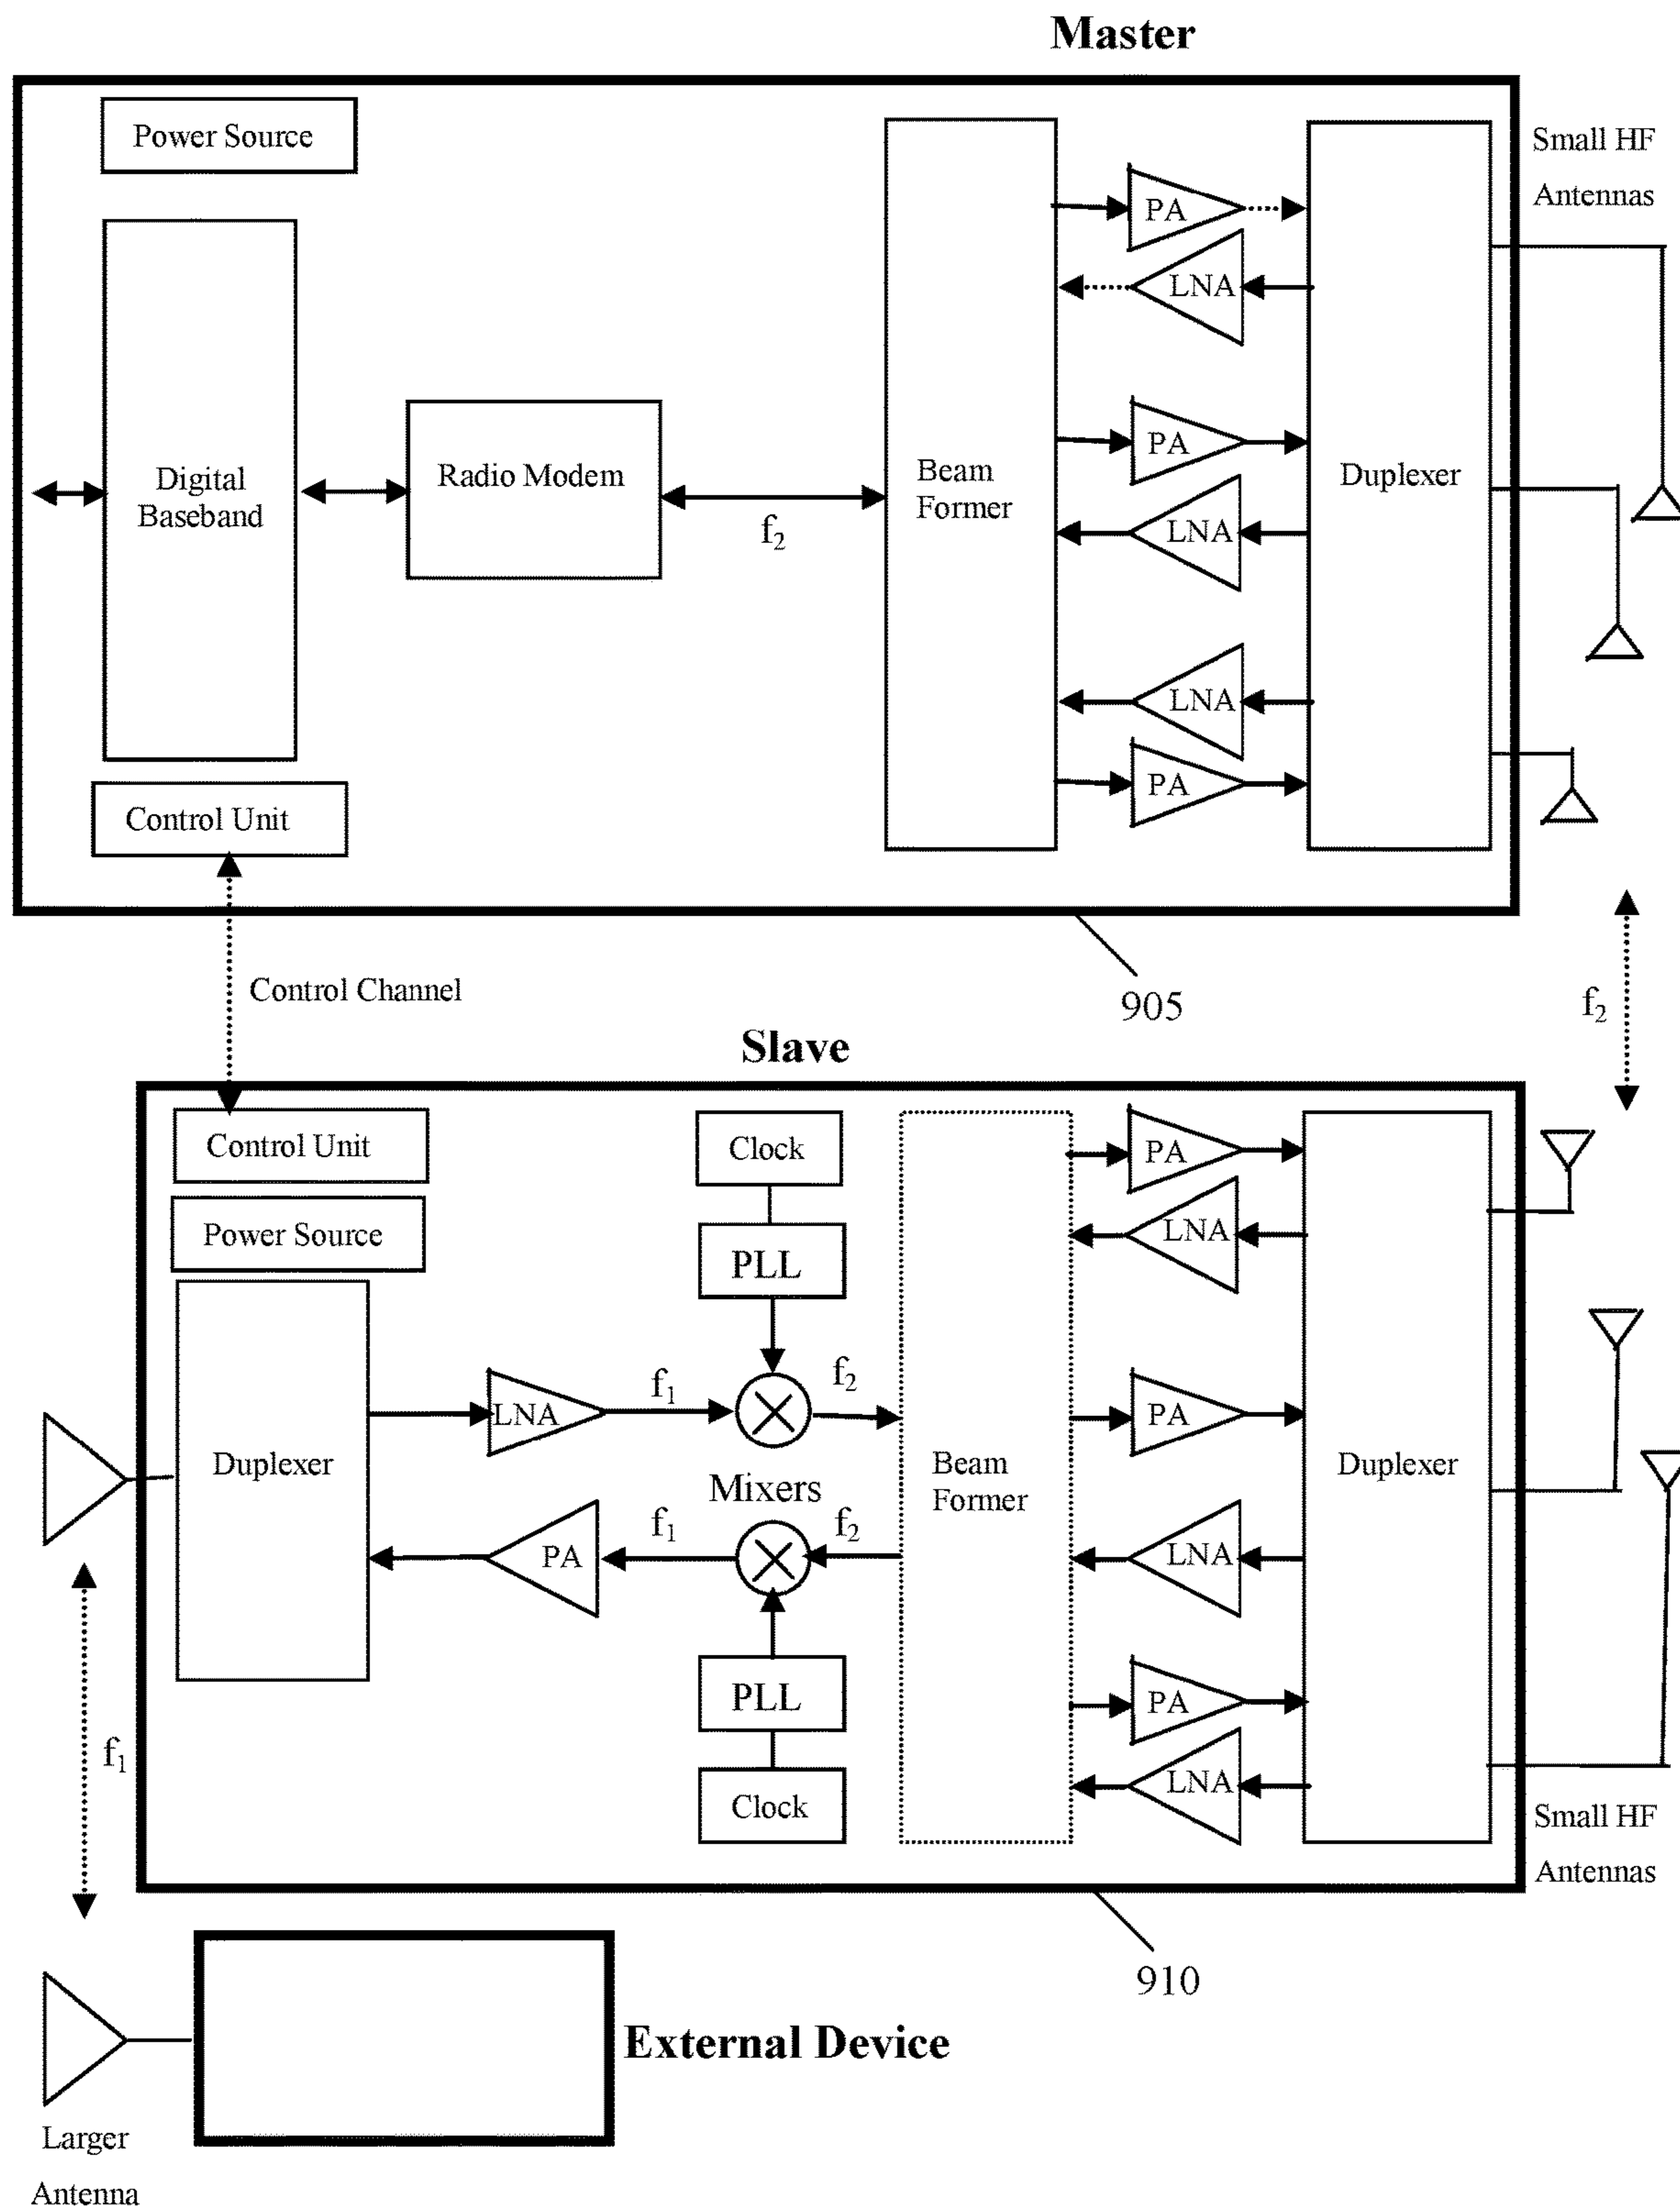 Master
Power Source
Small HF
Antennas
PA
LNA
Digital
Baseband
Radio Modem
f2
Beam
Former
PA
LNA
Duplexer
LNA
PA
Control Unit
Control Channel
905
f2
Slave
Control Unit
Power Source
Clock
PLL
PA
LNA
Duplexer
LNA
f1
f2
Mixers
PA
f1
f2
Beam
Former
PA
LNA
Duplexer
PLL
Clock
PA
LNA
f1
Small HF
Antennas
910
External Device
Larger
Antenna